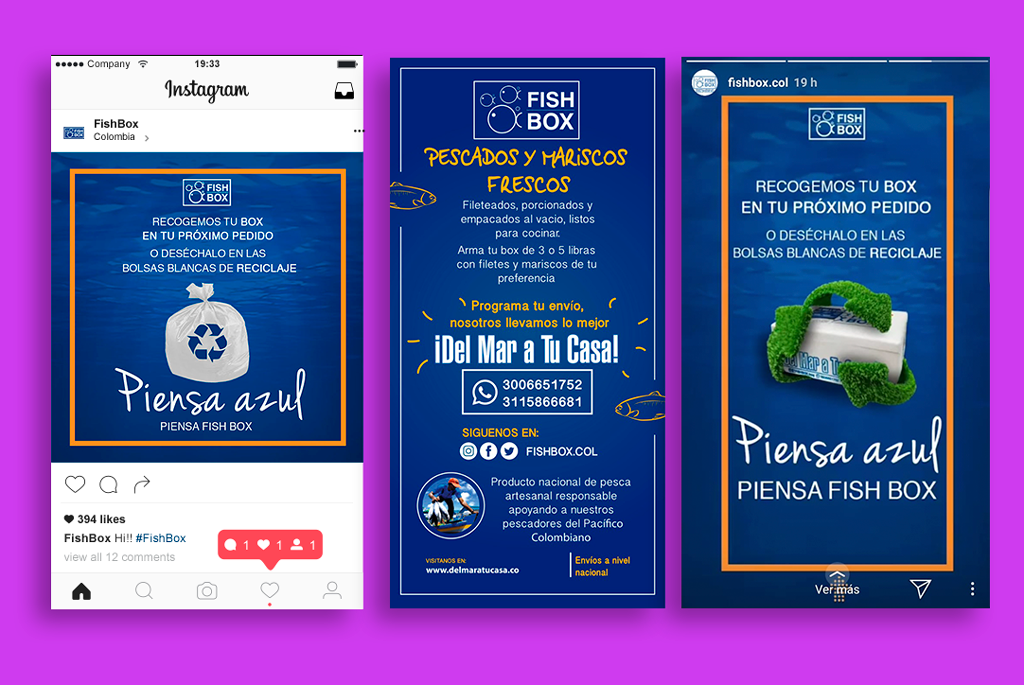 Company
19:33
Instagram
FishBox
Colombia
FISH
BOX
RECOGEMOS TU BOX
EN TU PRÓXIMO PEDIDO
O DESÉCHALO EN LAS
BOLSAS BLANCAS DE RECICLAJE
Piensa azul
PIENSA FISH BOX
394 likes
FishBox Hi!! #FishBox
view all 12 comments
1 1 1
FISH
BOX
PESCADOS Y MARISCOS
FRESCOS
Fileteados, porcionados y
empacados al vacio, listos
para cocinar.
Arma tu box de 3 o 5 libras
con filetes y mariscos de tu
preferencia
Programa tu envío,
nosotros llevamos lo mejor
¡Del Mar a Tu Casa!
3006651752
3115866681
SIGUENOS EN:
FISHBOX.COL
Producto nacional de pesca
artesanal responsable
apoyando a nuestros
pescadores del Pacífico
Colombiano
VISITANOS EN:
www.delmaratucasa.co
Envíos a nivel
nacional
fishbox.col 19 h
FISH
BOX
RECOGEMOS TU BOX
EN TU PRÓXIMO PEDIDO
O DESÉCHALO EN LAS
BOLSAS BLANCAS DE RECICLAJE
Del Mar a Tu
Piensa azul
PIENSA FISH BOX
Ver más